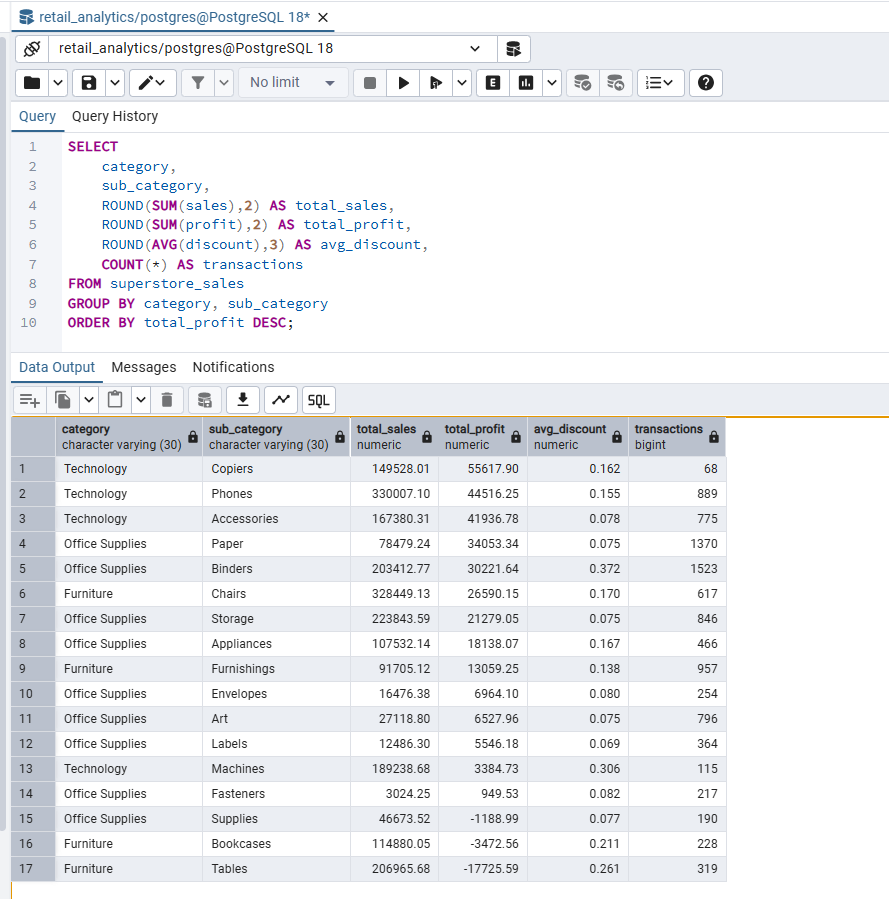 retail_analytics/postgres@PostgreSQL 18*
retail_analytics/postgres@PostgreSQL 18
No limit
E
Query Query History
1 SELECT
2 category,
3 sub_category,
4 ROUND(SUM(sales),2) AS total_sales,
5 ROUND(SUM(profit),2) AS total_profit,
6 ROUND(AVG(discount),3) AS avg_discount,
7 COUNT(*) AS transactions
8 FROM superstore_sales
9 GROUP BY category, sub_category
10 ORDER BY total_profit DESC;
Data Output Messages Notifications
SQL
category sub_category total_sales total_profit avg_discount transactions
character varying (30) character varying (30) numeric numeric numeric bigint
1 Technology Copiers 149528.01 55617.90 0.162 68
2 Technology Phones 330007.10 44516.25 0.155 889
3 Technology Accessories 167380.31 41936.78 0.078 775
4 Office Supplies Paper 78479.24 34053.34 0.075 1370
5 Office Supplies Binders 203412.77 30221.64 0.372 1523
6 Furniture Chairs 328449.13 26590.15 0.170 617
7 Office Supplies Storage 223843.59 21279.05 0.075 846
8 Office Supplies Appliances 107532.14 18138.07 0.167 466
9 Furniture Furnishings 91705.12 13059.25 0.138 957
10 Office Supplies Envelopes 16476.38 6964.10 0.080 254
11 Office Supplies Art 27118.80 6527.96 0.075 796
12 Office Supplies Labels 12486.30 5546.18 0.069 364
13 Technology Machines 189238.68 3384.73 0.306 115
14 Office Supplies Fasteners 3024.25 949.53 0.082 217
15 Office Supplies Supplies 46673.52 -1188.99 0.077 190
16 Furniture Bookcases 114880.05 -3472.56 0.211 228
17 Furniture Tables 206965.68 -17725.59 0.261 319